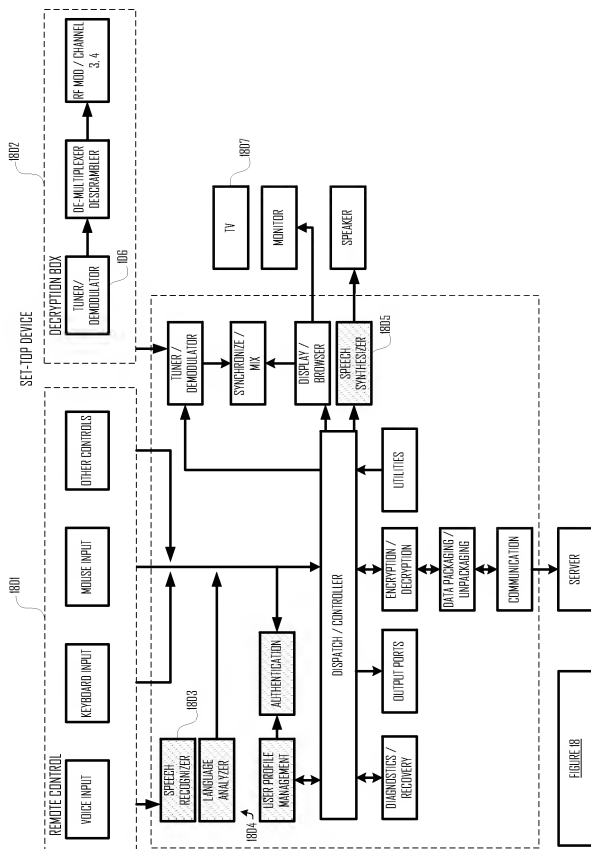 SET-TOP DEVICE
1801
REMOTE CONTROL
VOICE INPUT
KEYBOARD INPUT
MOUSE INPUT
OTHER CONTROLS
1802
DECRYPTION BOX
TUNER/
DEMODULATOR
106
DE-MULTIPLEXER
DESCRAMBLER
RF MOD / CHANNEL
3, 4
SPEECH
RECOGNIZER
1803
LANGUAGE
ANALYZER
1804
USER PROFILE
MANAGEMENT
AUTHENTICATION
TUNER /
DEMODULATOR
SYNCHRONIZE /
MIX
DISPLAY /
BROWSER
SPEECH
SYNTHESIZER
1805
TV
1807
MONITOR
SPEAKER
DISPATCH / CONTROLLER
DIAGNOSTICS /
RECOVERY
OUTPUT PORTS
ENCRYPTION /
DECRYPTION
UTILITIES
DATA PACKAGING /
UNPACKAGING
COMMUNICATION
SERVER
FIGURE 18